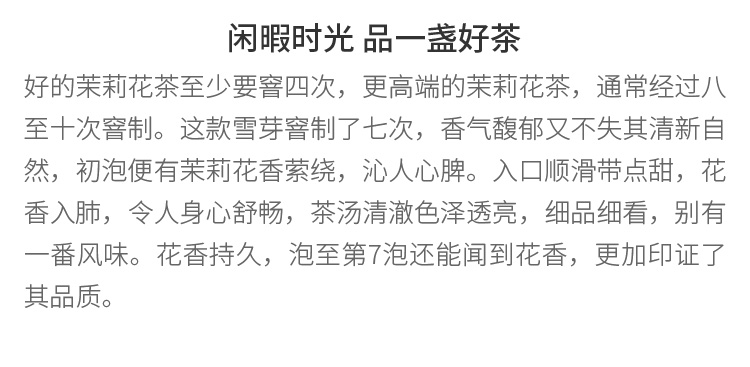 闲暇时光 品一盏好茶
好的茉莉花茶至少要窨四次，更高端的茉莉花茶，通常经过八
至十次窨制。这款雪芽窨制了七次，香气馥郁又不失其清新自
然，初泡便有茉莉花香萦绕，沁人心脾。入口顺滑带点甜，花
香入肺，令人身心舒畅，茶汤清澈色泽透亮，细品细看，别有
一番风味。花香持久，泡至第7泡还能闻到花香，更加印证了
其品质。